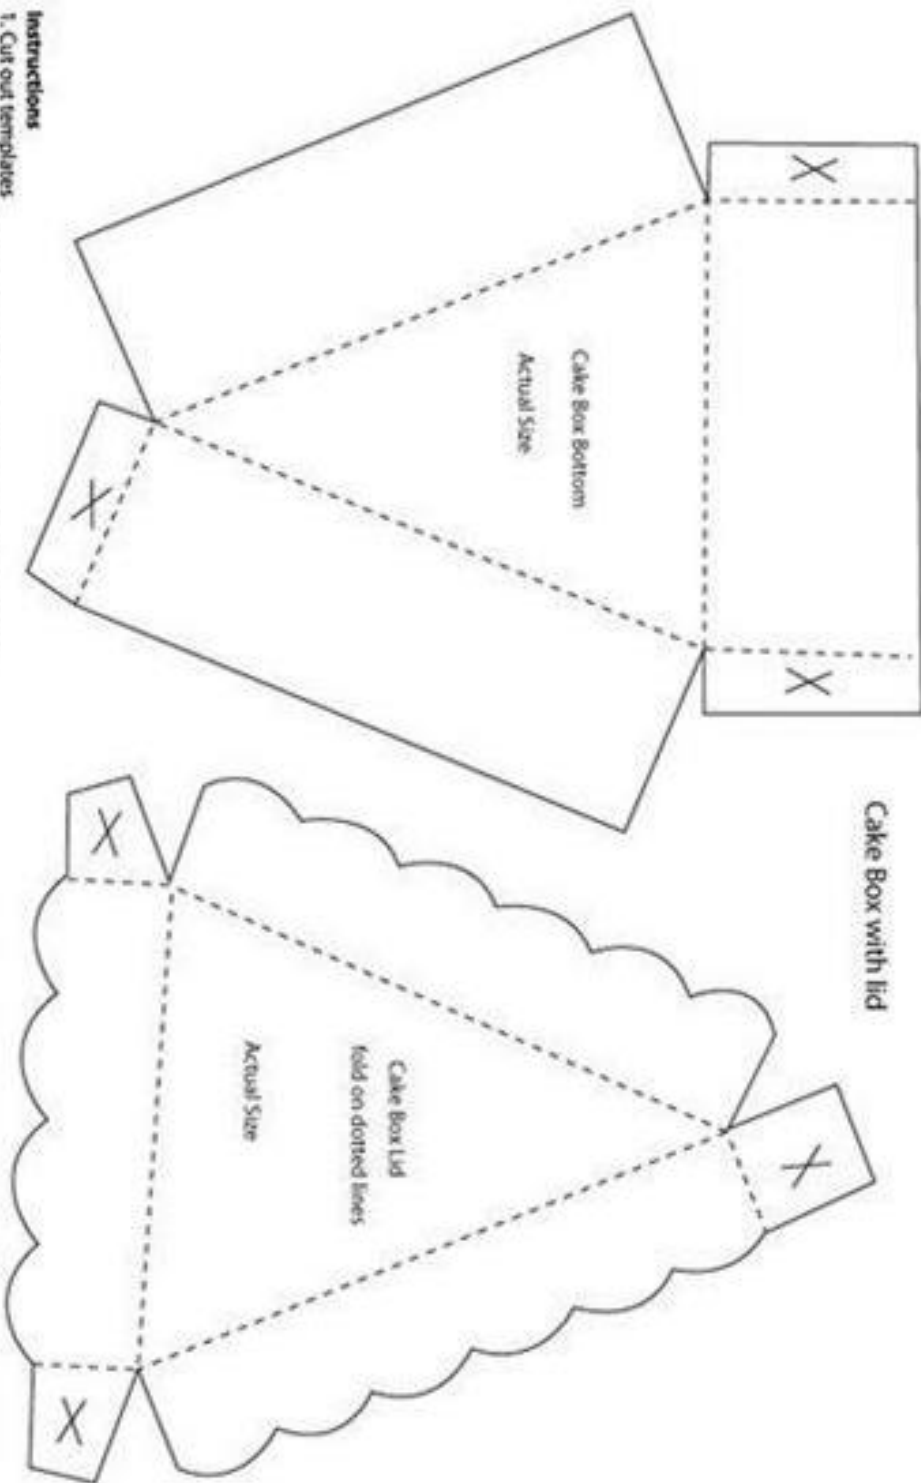 Cake Box with lid
Cake Box Bottom
Actual Size
X
X
X
Cake Box Lid
fold on dotted lines
Actual Size
X
X
X
Instructions
1. Cut out templates